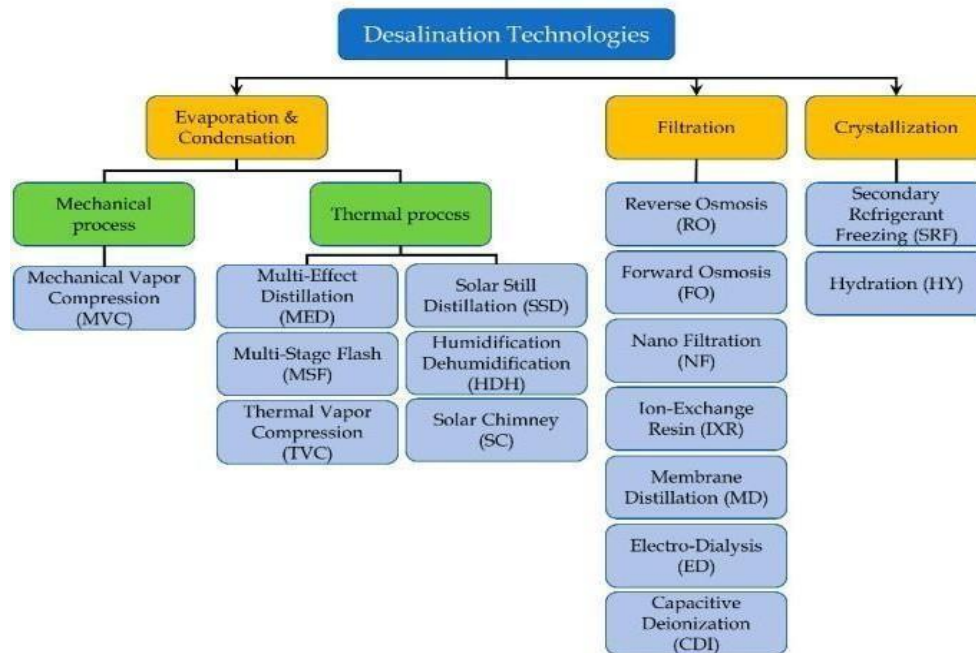 Desalination Technologies
Evaporation &
Condensation
Filtration
Crystallization
Mechanical
process
Thermal process
Mechanical Vapor
Compression
(MVC)
Multi-Effect
Distillation
(MED)
Multi-Stage Flash
(MSF)
Thermal Vapor
Compression
(TVC)
Solar Still
Distillation (SSD)
Humidification
Dehumidification
(HDH)
Solar Chimney
(SC)
Reverse Osmosis
(RO)
Forward Osmosis
(FO)
Nano Filtration
(NF)
Ion-Exchange
Resin (IXR)
Membrane
Distillation (MD)
Electro-Dialysis
(ED)
Capacitive
Deionization
(CDI)
Secondary
Refrigerant
Freezing (SRF)
Hydration (HY)